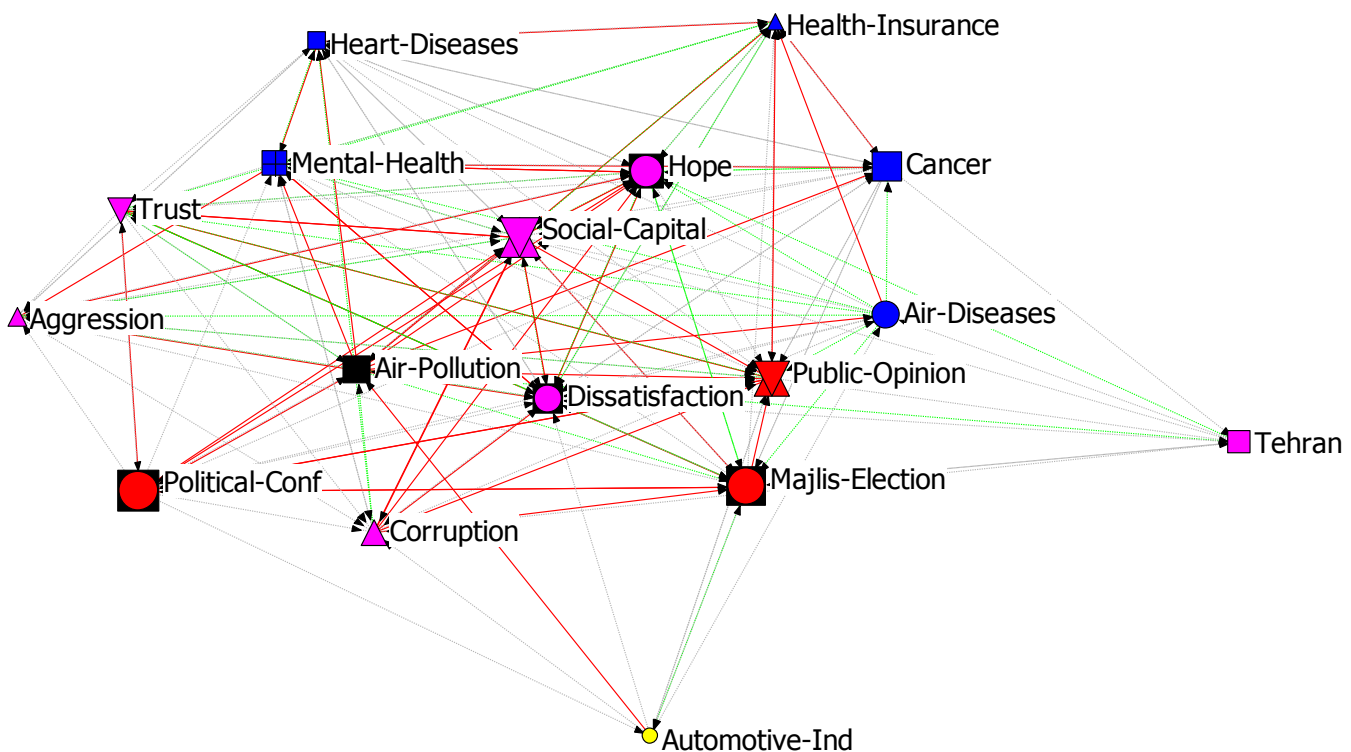 Health-Insurance
Heart-Diseases
Mental-Health
Hope
Cancer
Trust
Social-Capital
Aggression
Air-Diseases
Air-Pollution
Public-Opinion
Dissatisfaction
Tehran
Political-Conf
Majlis-Election
Corruption
Automotive-Ind